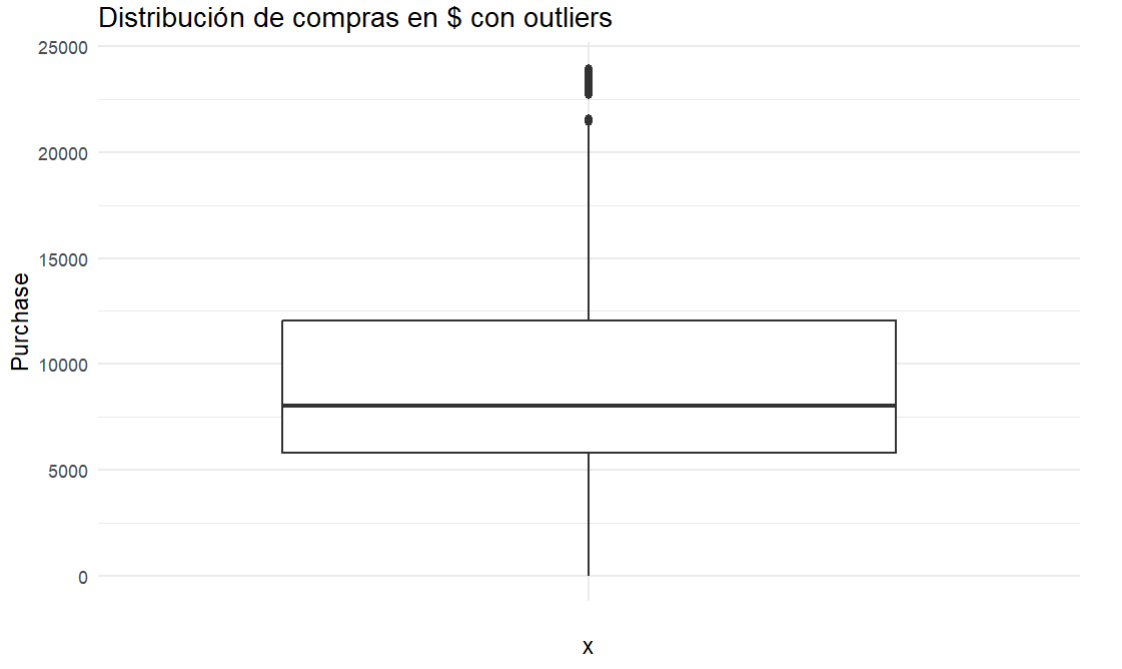 Distribución de compras en $ con outliers
25000
20000
15000
10000
5000
0
Purchase
x